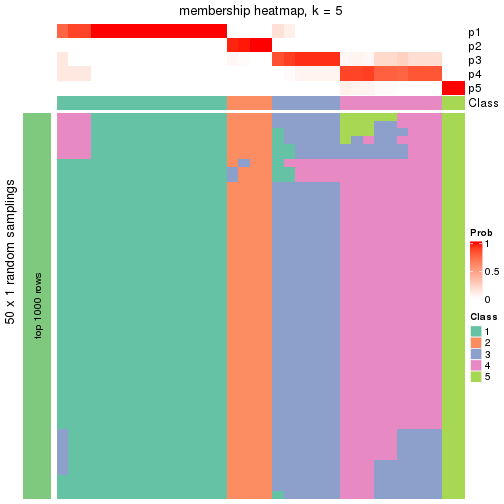 membership heatmap, k = 5
p1
p2
p3
p4
p5
Class
50 x 1 random samplings
top 1000 rows
Prob
1
0.5
0
Class
1
2
3
4
5